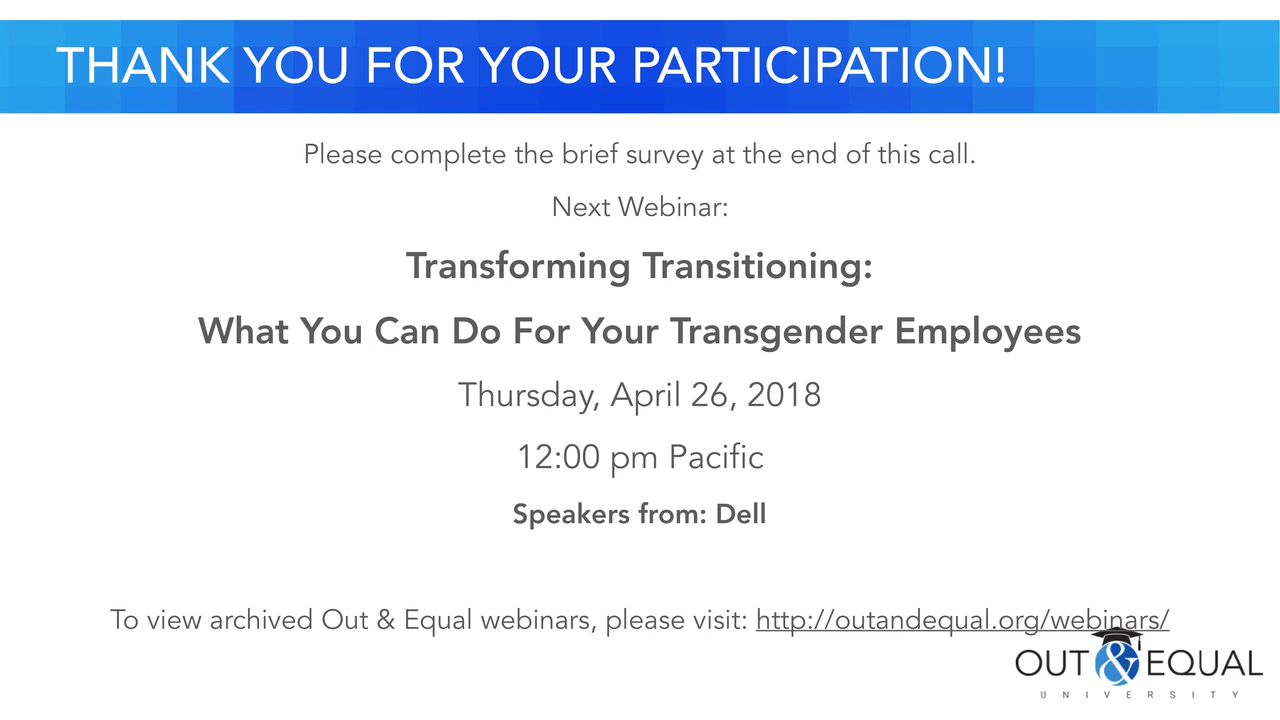 THANK YOU FOR YOUR PARTICIPATION!
Please complete the brief survey at the end of this call.
Next Webinar:
Transforming Transitioning:
What You Can Do For Your Transgender Employees
Thursday, April 26, 2018
12:00 pm Pacific
Speakers from: Dell
To view archived Out & Equal webinars, please visit: http://outandequal.org/webinars/
OUT & EQUAL
UNIVERSITY